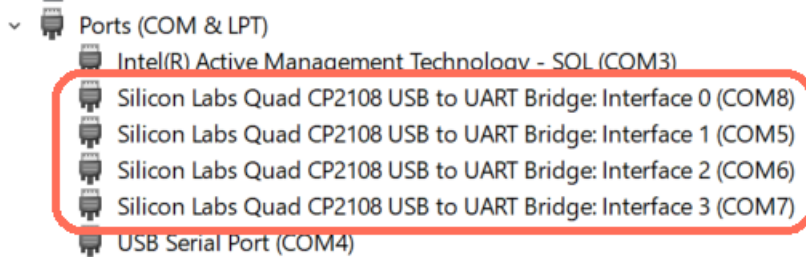 Ports (COM & LPT)
Intel(R) Active Management Technology - SOL (COM3)
Silicon Labs Quad CP2108 USB to UART Bridge: Interface 0 (COM8)
Silicon Labs Quad CP2108 USB to UART Bridge: Interface 1 (COM5)
Silicon Labs Quad CP2108 USB to UART Bridge: Interface 2 (COM6)
Silicon Labs Quad CP2108 USB to UART Bridge: Interface 3 (COM7)
USB Serial Port (COM4)